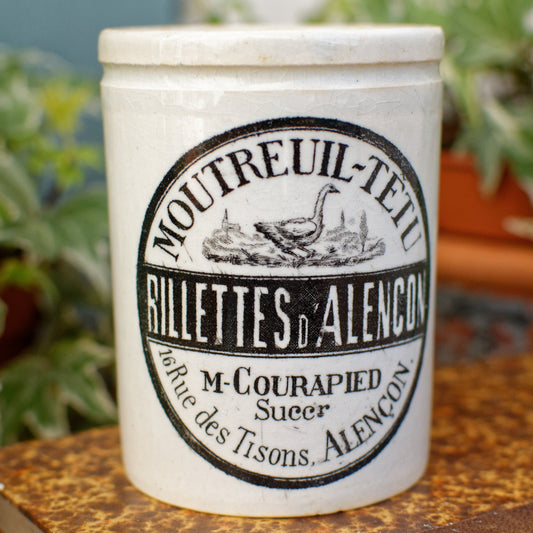 MOUTREUIL-TETU
RILLETTES D'ALENCON
M-COURAPIED
Succr
16 Rue des Tisons, ALENÇON.